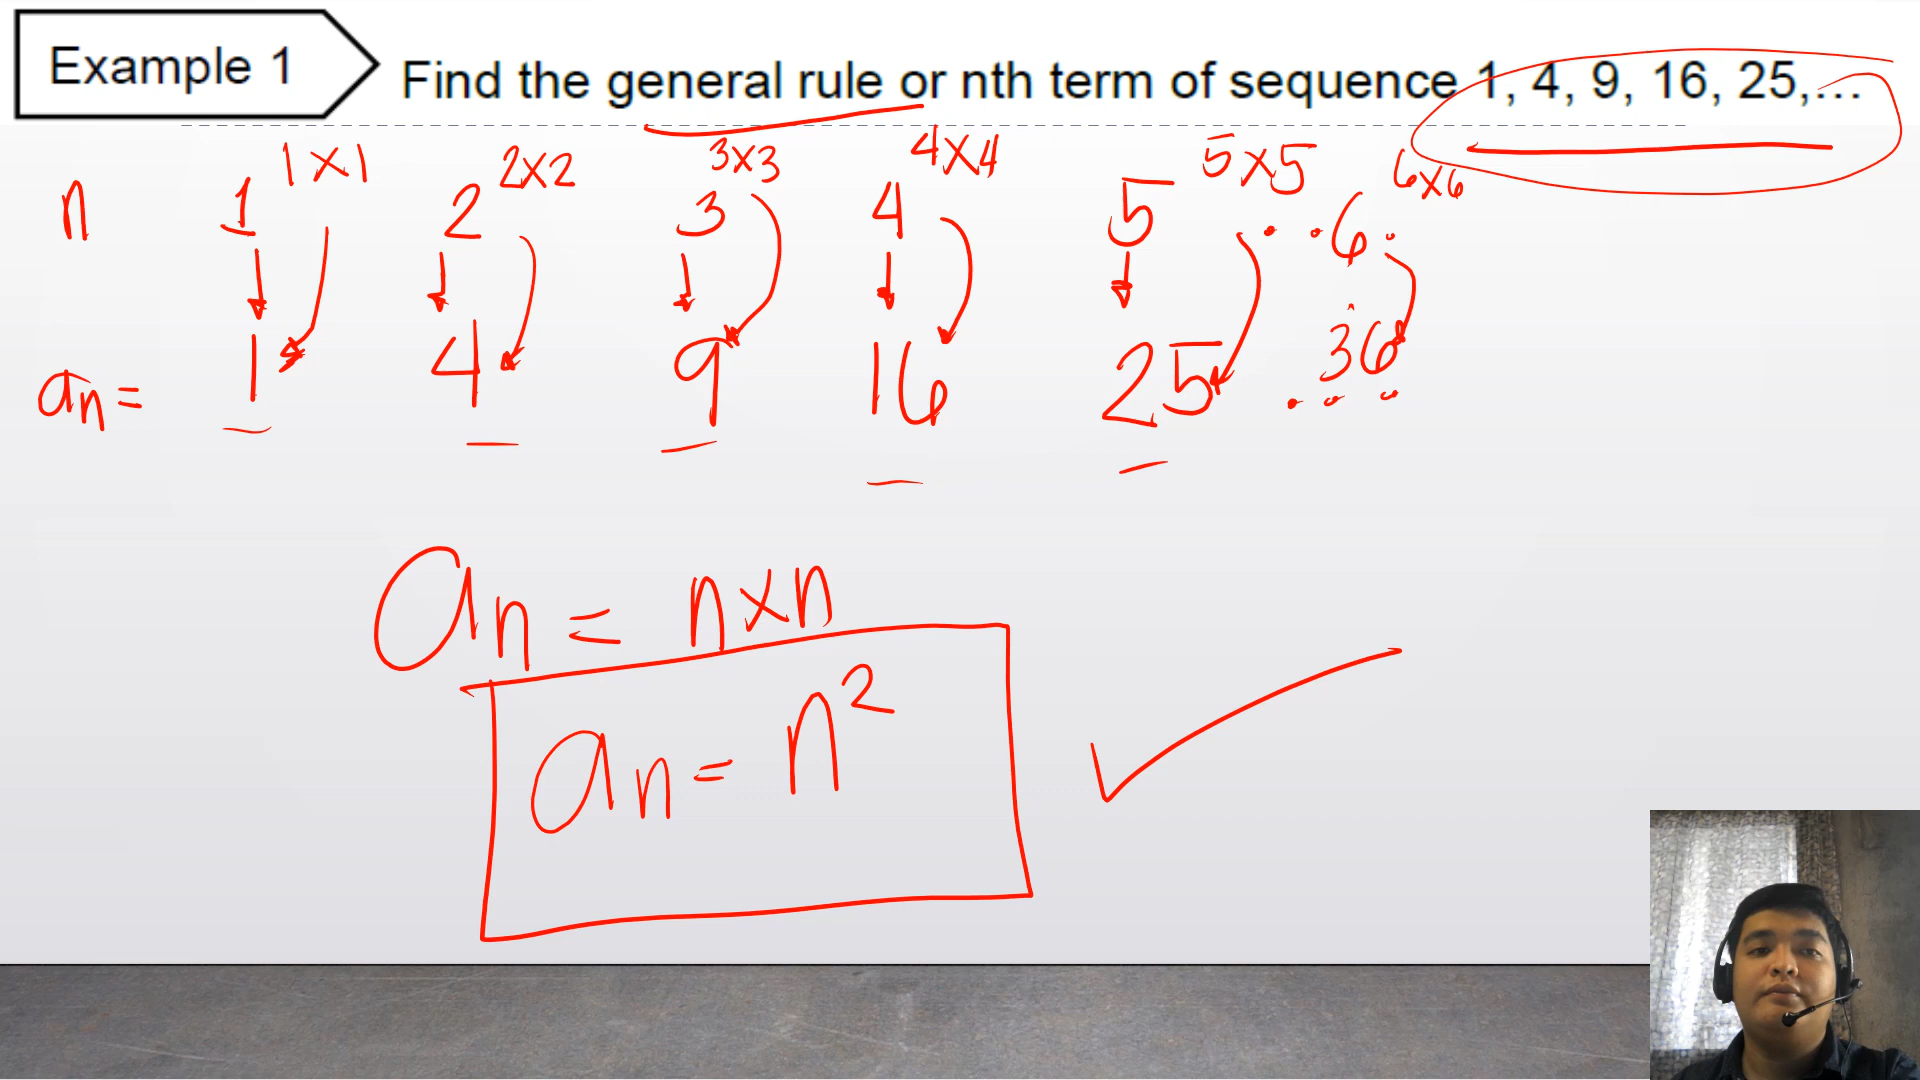 Example 1
Find the general rule or nth term of sequence 1, 4, 9, 16, 25,...
1x1 2x2 3x3 4x4 5x5 6x6
n 1 2 3 4 5 . . 6 .
an = 1 4 9 16 25 36 . . .
an = nxn
an = n²